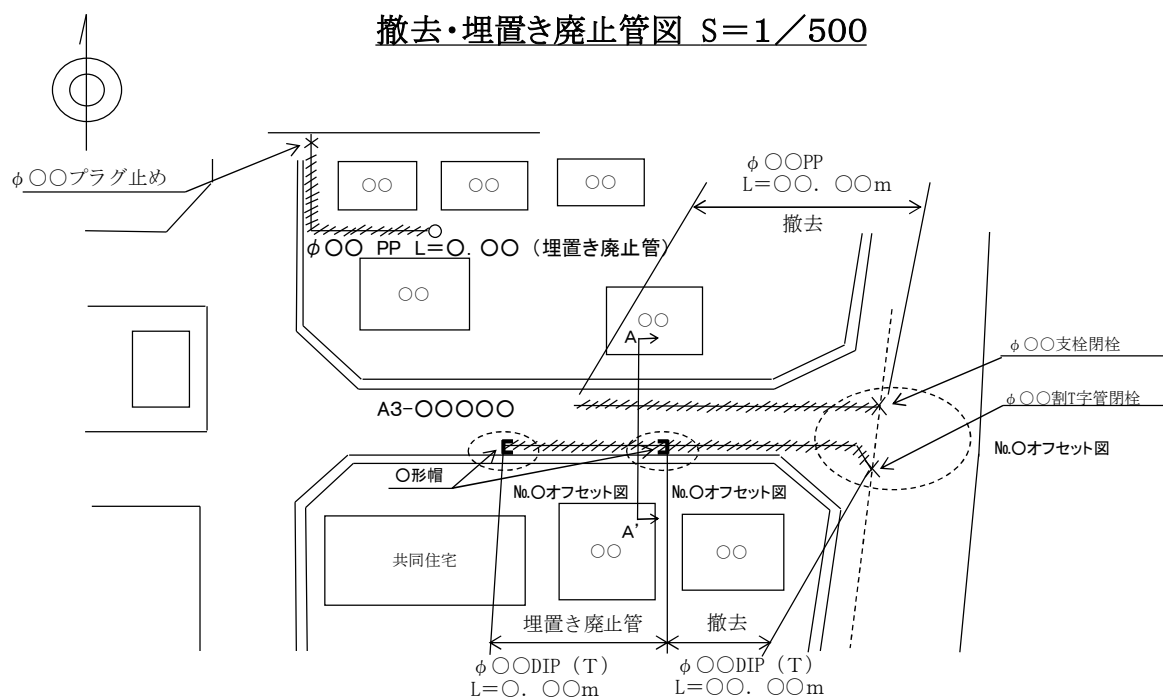 撤去・埋置き廃止管図 S=1／500
φ○○プラグ止め
○○
○○
○○
φ○○PP
L=○○. ○○m
撤去
φ○○ PP L=○. ○○ (埋置き廃止管)
○○
○○
A
φ○○支栓閉栓
A3-○○○○○
φ○○割T字管閉栓
№○オフセット図
○形帽
№○オフセット図
№○オフセット図
A'
共同住宅
○○
○○
埋置き廃止管
撤去
φ○○DIP (T)
L=○. ○○m
φ○○DIP (T)
L=○○. ○○m